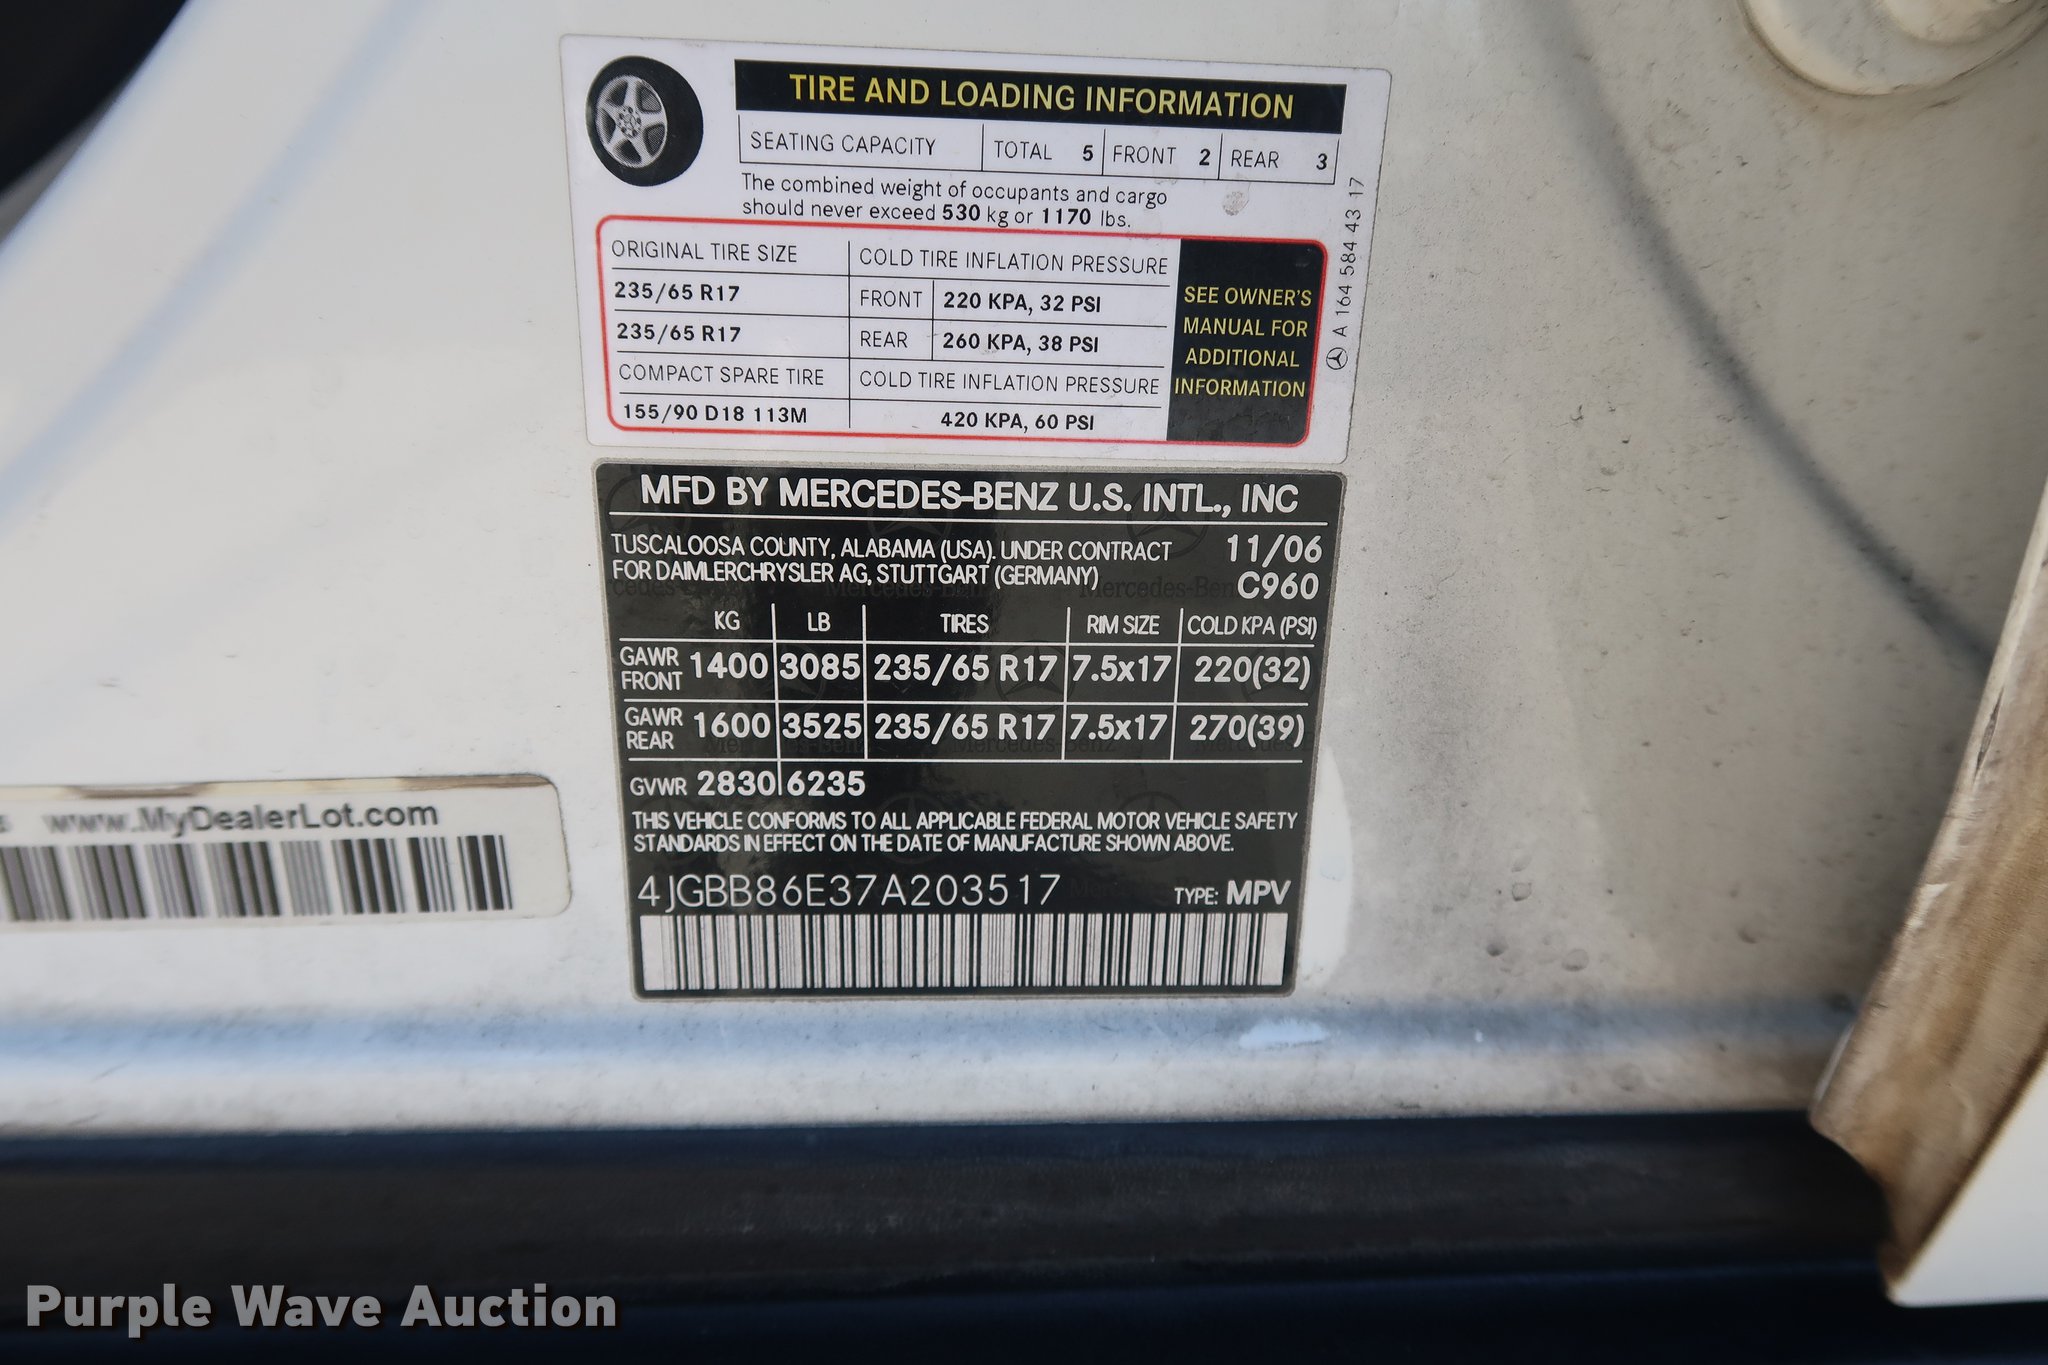 TIRE AND LOADING INFORMATION
SEATING CAPACITY TOTAL 5 FRONT 2 REAR 3
The combined weight of occupants and cargo
should never exceed 530 kg or 1170 lbs.
ORIGINAL TIRE SIZE COLD TIRE INFLATION PRESSURE
235/65 R17 FRONT 220 KPA, 32 PSI
235/65 R17 REAR 260 KPA, 38 PSI
COMPACT SPARE TIRE COLD TIRE INFLATION PRESSURE
155/90 D18 113M 420 KPA, 60 PSI
SEE OWNER'S
MANUAL FOR
ADDITIONAL
INFORMATION
A 164 584 43 17
MFD BY MERCEDES-BENZ U.S. INTL., INC
TUSCALOOSA COUNTY, ALABAMA (USA). UNDER CONTRACT 11/06
FOR DAIMLERCHRYSLER AG, STUTTGART (GERMANY) C960
KG LB TIRES RIM SIZE COLD KPA (PSI)
GAWR FRONT 1400 3085 235/65 R17 7.5x17 220(32)
GAWR REAR 1600 3525 235/65 R17 7.5x17 270(39)
GVWR 2830 6235
THIS VEHICLE CONFORMS TO ALL APPLICABLE FEDERAL MOTOR VEHICLE SAFETY
STANDARDS IN EFFECT ON THE DATE OF MANUFACTURE SHOWN ABOVE.
4JGBB86E37A203517 TYPE: MPV
www.MyDealerLot.com
Purple Wave Auction